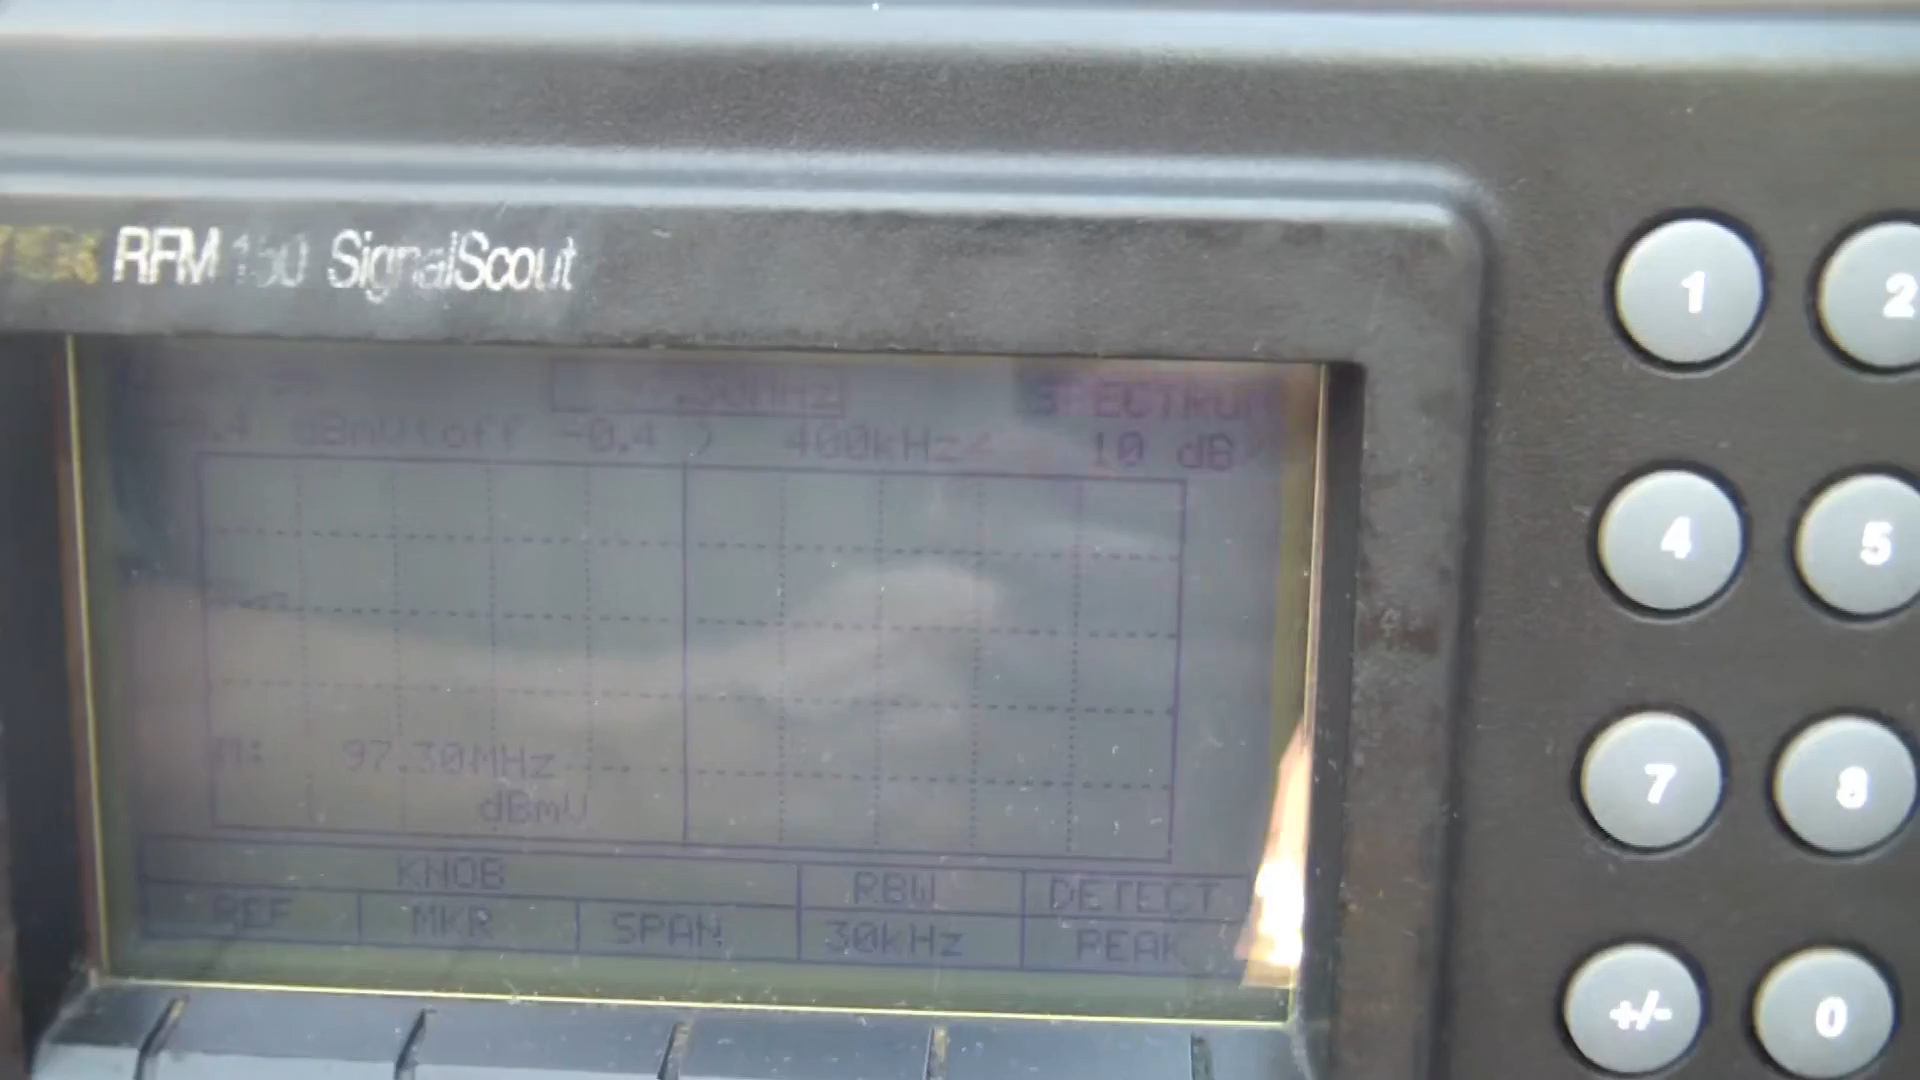 RFM 150 SignalScout
SPECTRUM
dBmV(off -0.4 ) 400kHz 10 dB
M: 97.30MHz
dBmV
KNOB RBW DETECT
REF MKR SPAN 30kHz PEAK
1 2
4 5
7 8
+/- 0